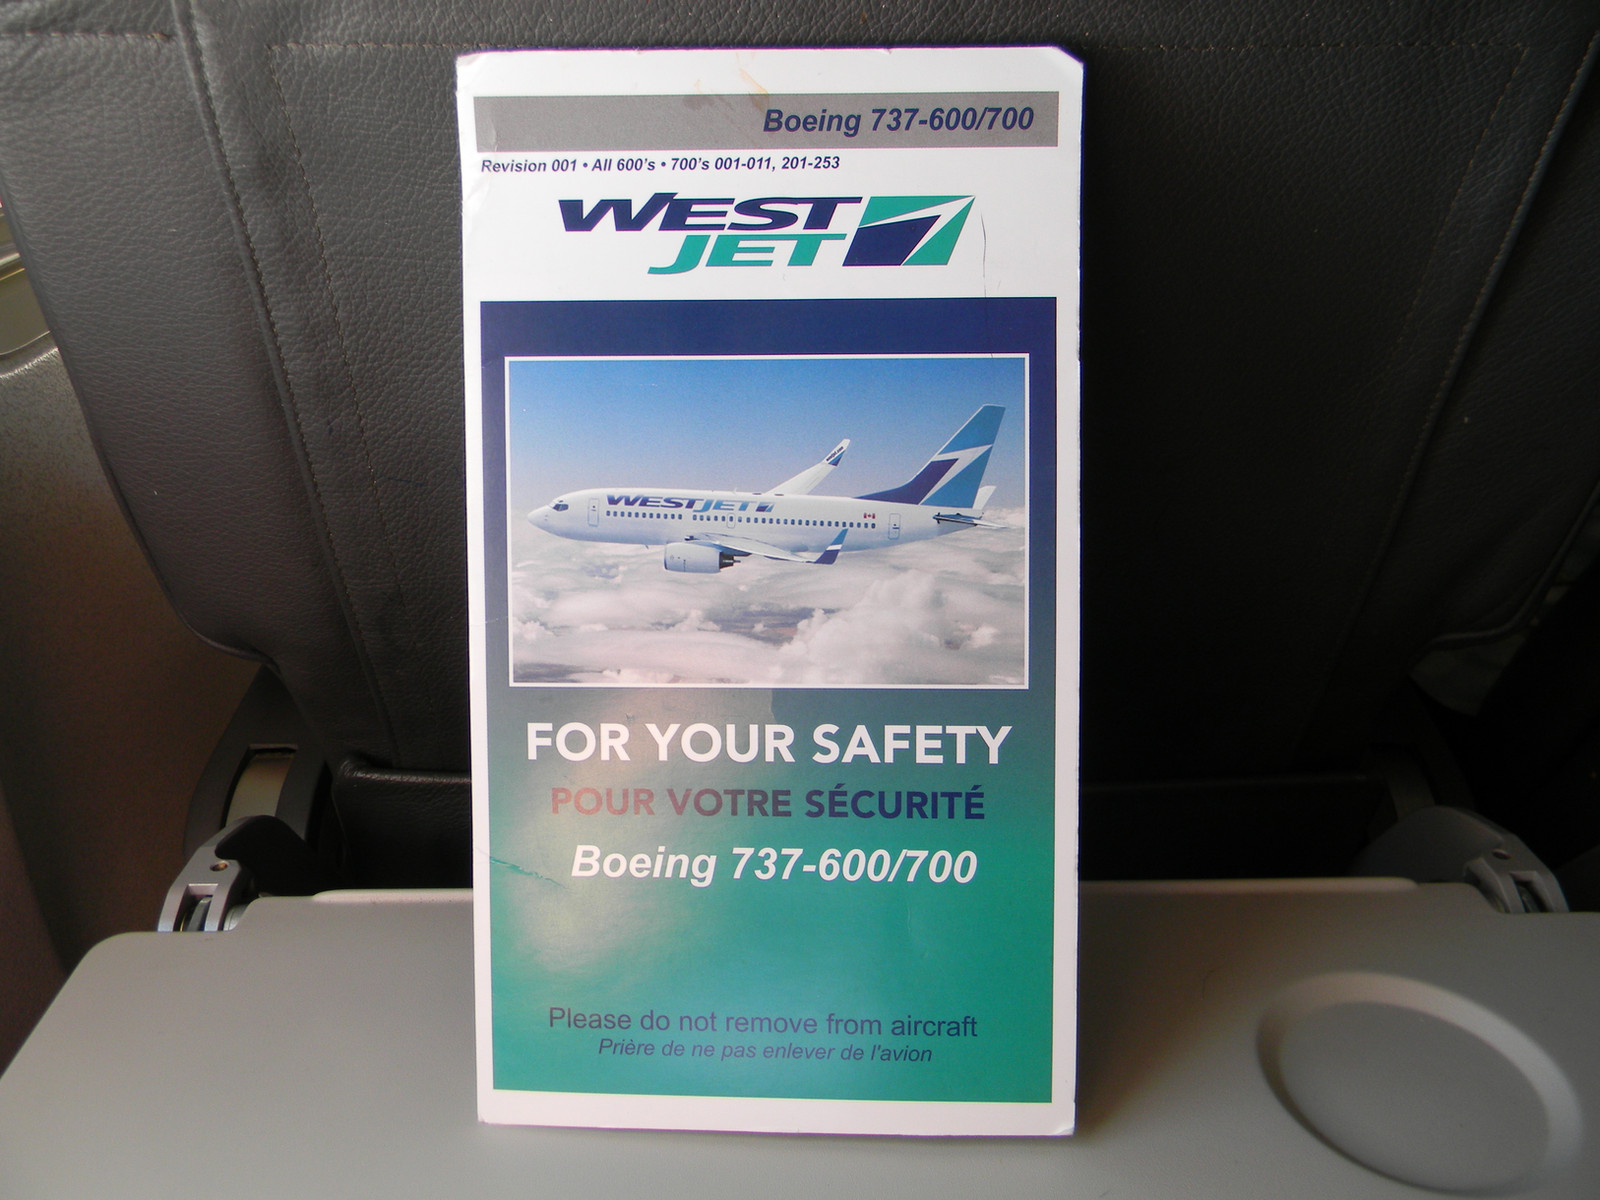 Boeing 737-600/700
Revision 001 • All 600's • 700's 001-011, 201-253
WEST
JET
WESTJET
FOR YOUR SAFETY
POUR VOTRE SÉCURITÉ
Boeing 737-600/700
Please do not remove from aircraft
Prière de ne pas enlever de l'avion